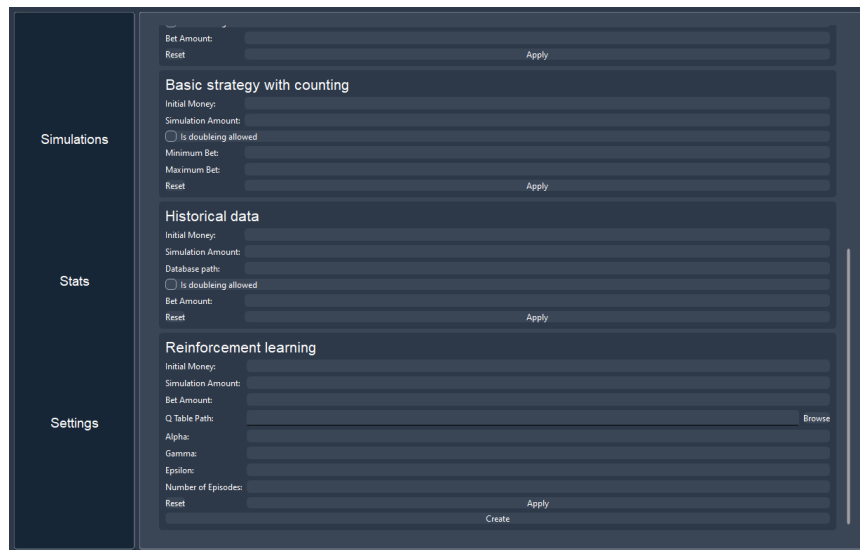 Simulations
Stats
Settings
Bet Amount:
Reset Apply
Basic strategy with counting
Initial Money:
Simulation Amount:
Is doubleing allowed
Minimum Bet:
Maximum Bet:
Reset Apply
Historical data
Initial Money:
Simulation Amount:
Database path:
Is doubleing allowed
Bet Amount:
Reset Apply
Reinforcement learning
Initial Money:
Simulation Amount:
Bet Amount:
Q Table Path: Browse
Alpha:
Gamma:
Epsilon:
Number of Episodes:
Reset Apply
Create